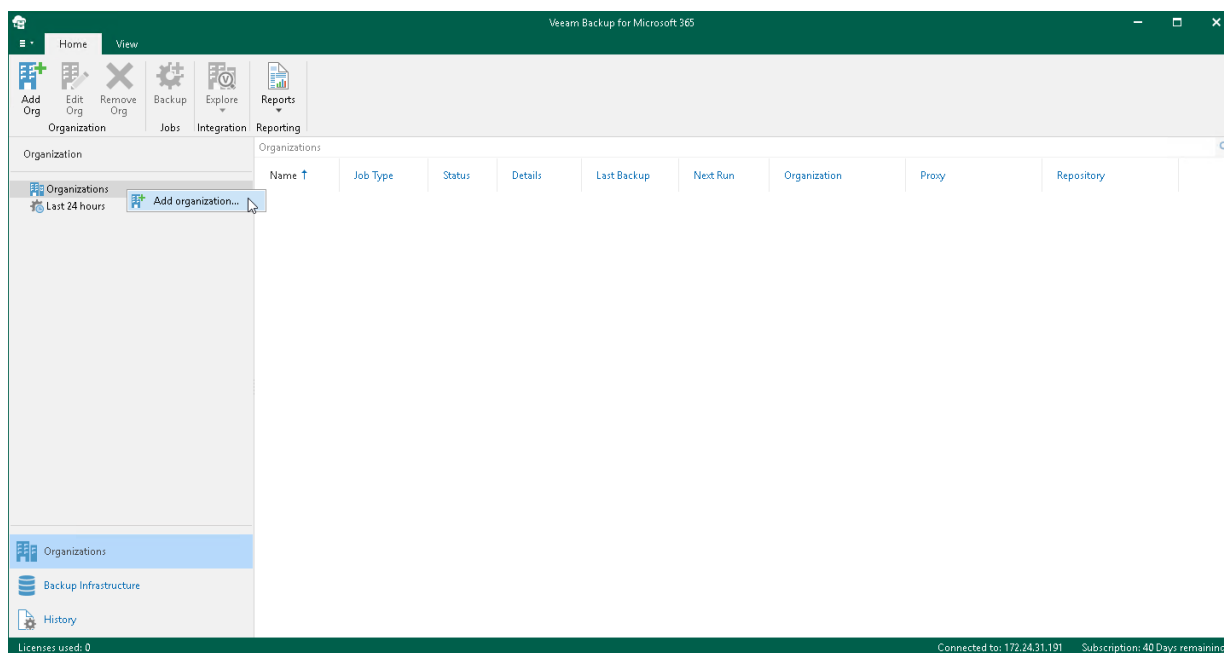 Veeam Backup for Microsoft 365
Home View
Add Org
Edit Org
Remove Org
Backup
Explore
Reports
Organization Jobs Integration Reporting
Organization
Organizations
Last 24 hours
Add organization...
Organizations
Name Job Type Status Details Last Backup Next Run Organization Proxy Repository
Organizations
Backup Infrastructure
History
Licenses used: 0
Connected to: 172.24.31.191 Subscription: 40 Days remaining